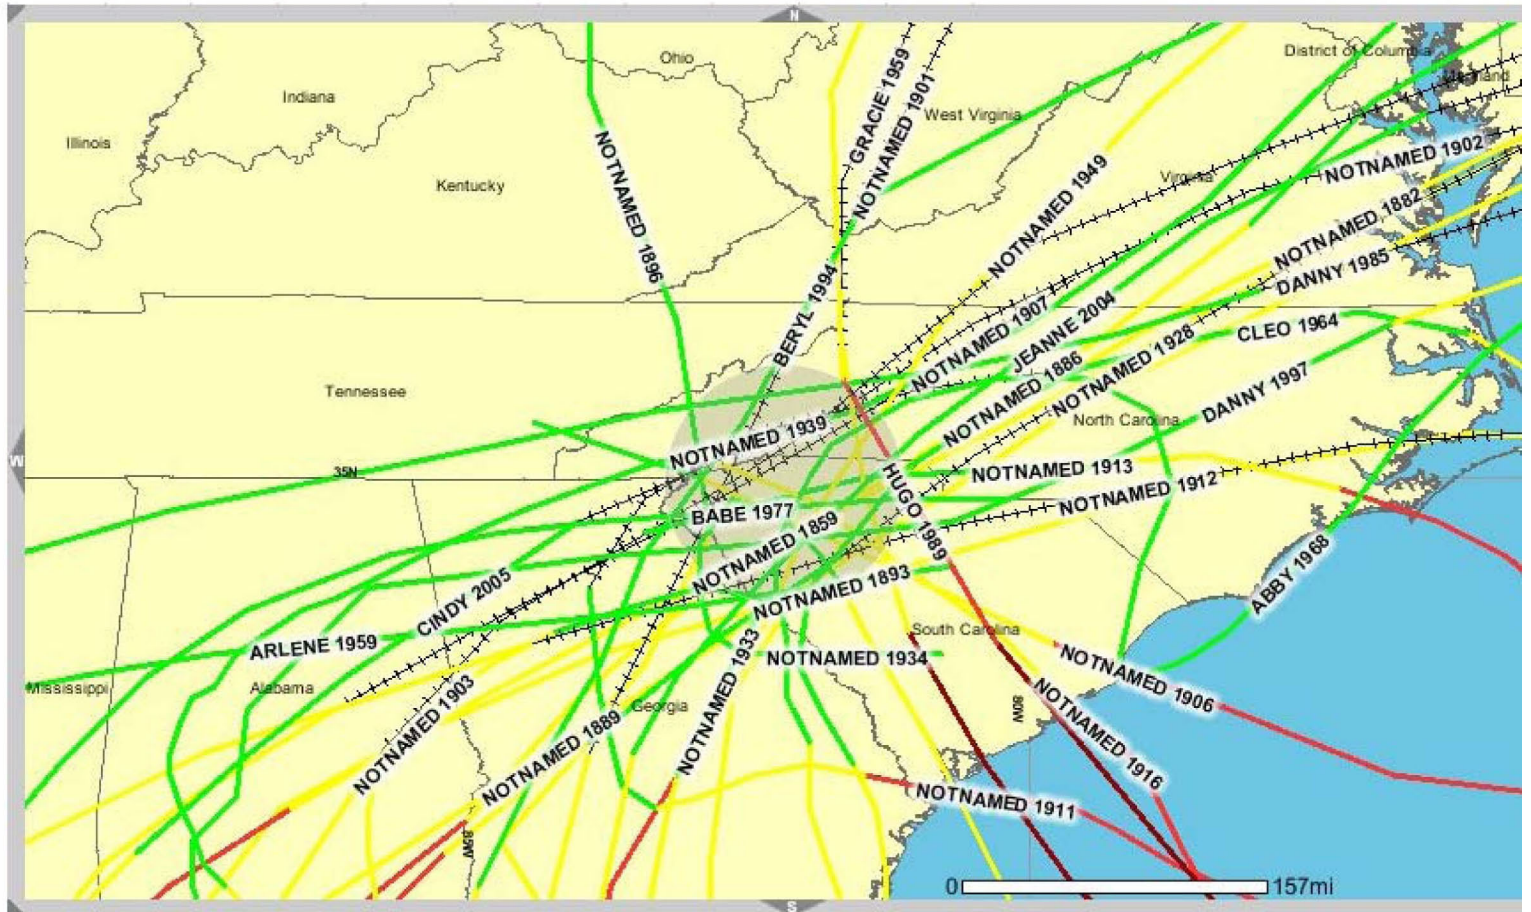 N
Ohio
District of Columbia
Maryland
GRACIE 1959
NOTNAMED 1901
Indiana
West Virginia
Illinois
NOTNAMED 1896
NOTNAMED 1902
Kentucky
Virginia
NOTNAMED 1949
NOTNAMED 1882
DANNY 1985
BERYL 1994
NOTNAMED 1907
JEANNE 2004
CLEO 1964
NOTNAMED 1928
NOTNAMED 1886
Tennessee
DANNY 1997
North Carolina
NOTNAMED 1939
W
35N
NOTNAMED 1913
NOTNAMED 1912
HUGO 1989
BABE 1977
NOTNAMED 1859
ABBY 1968
NOTNAMED 1893
CINDY 2005
ARLENE 1959
South Carolina
NOTNAMED 1934
NOTNAMED 1933
Mississippi
Alabama
NOTNAMED 1906
Georgia
80W
NOTNAMED 1903
NOTNAMED 1889
NOTNAMED 1916
NOTNAMED 1911
85W
0 157mi
S